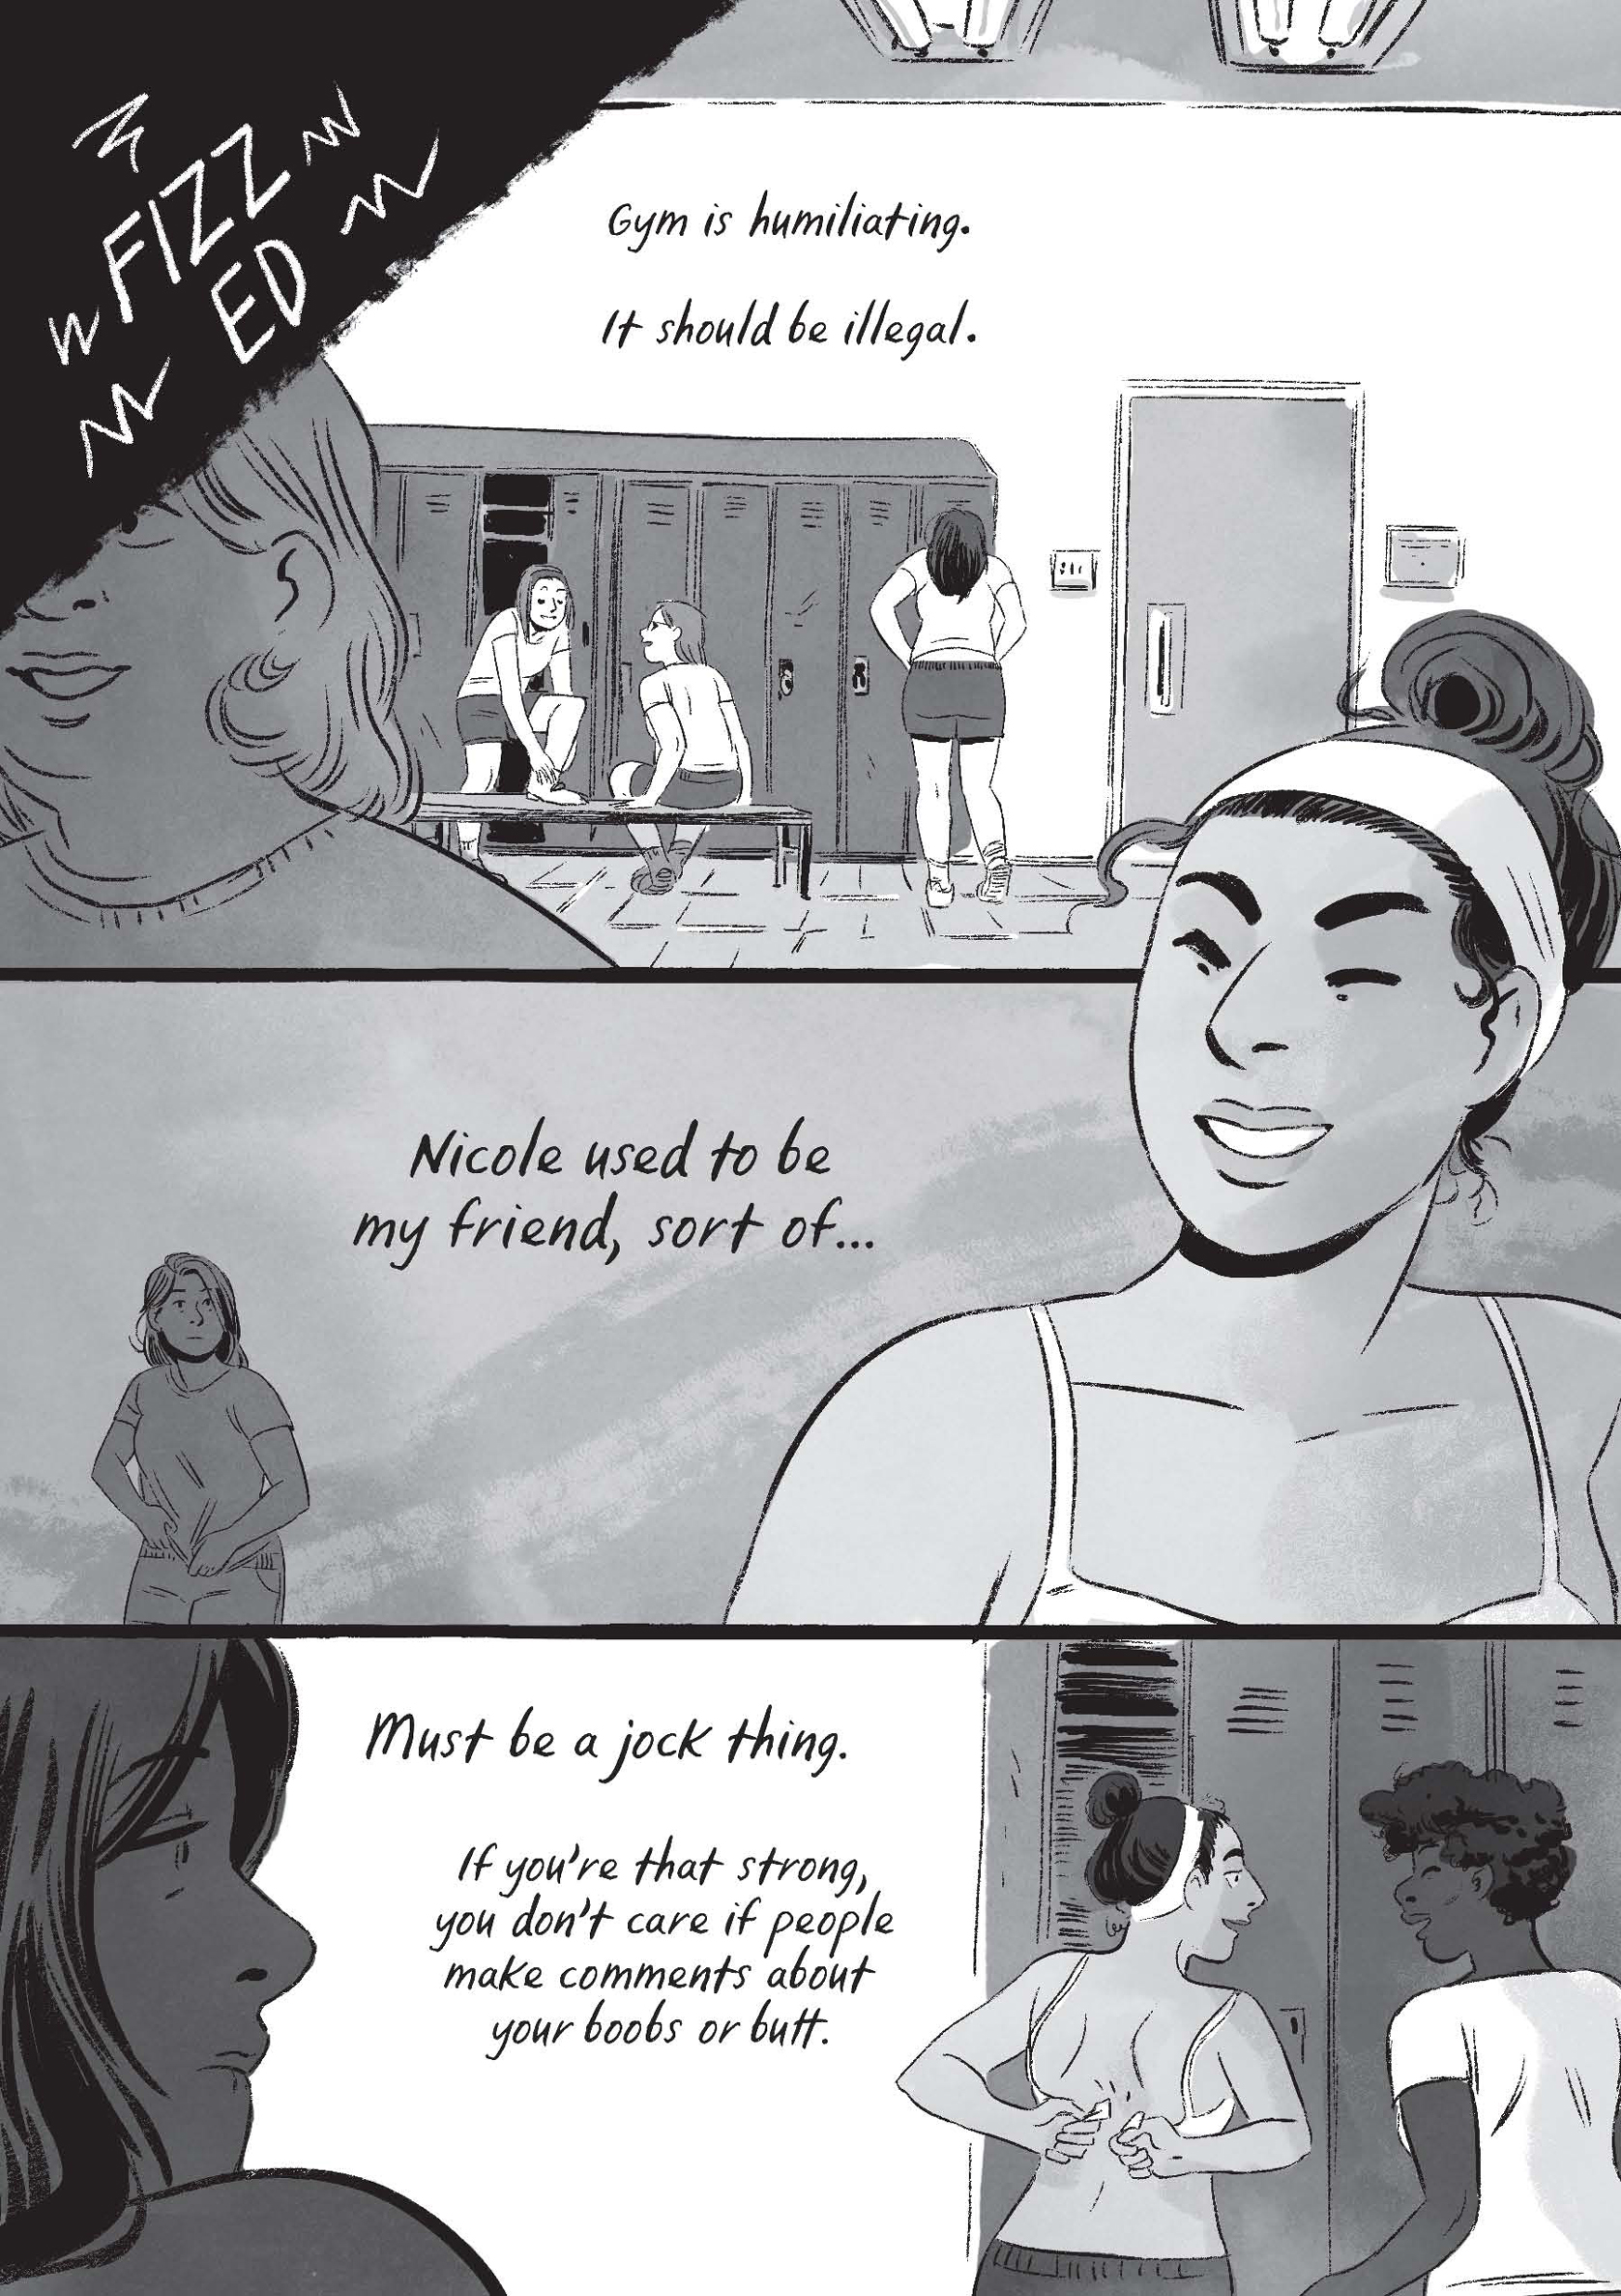 FIZZ
ED
Gym is humiliating.
It should be illegal.
Nicole used to be
my friend, sort of...
Must be a jock thing.
If you're that strong,
you don't care if people
make comments about
your boobs or butt.